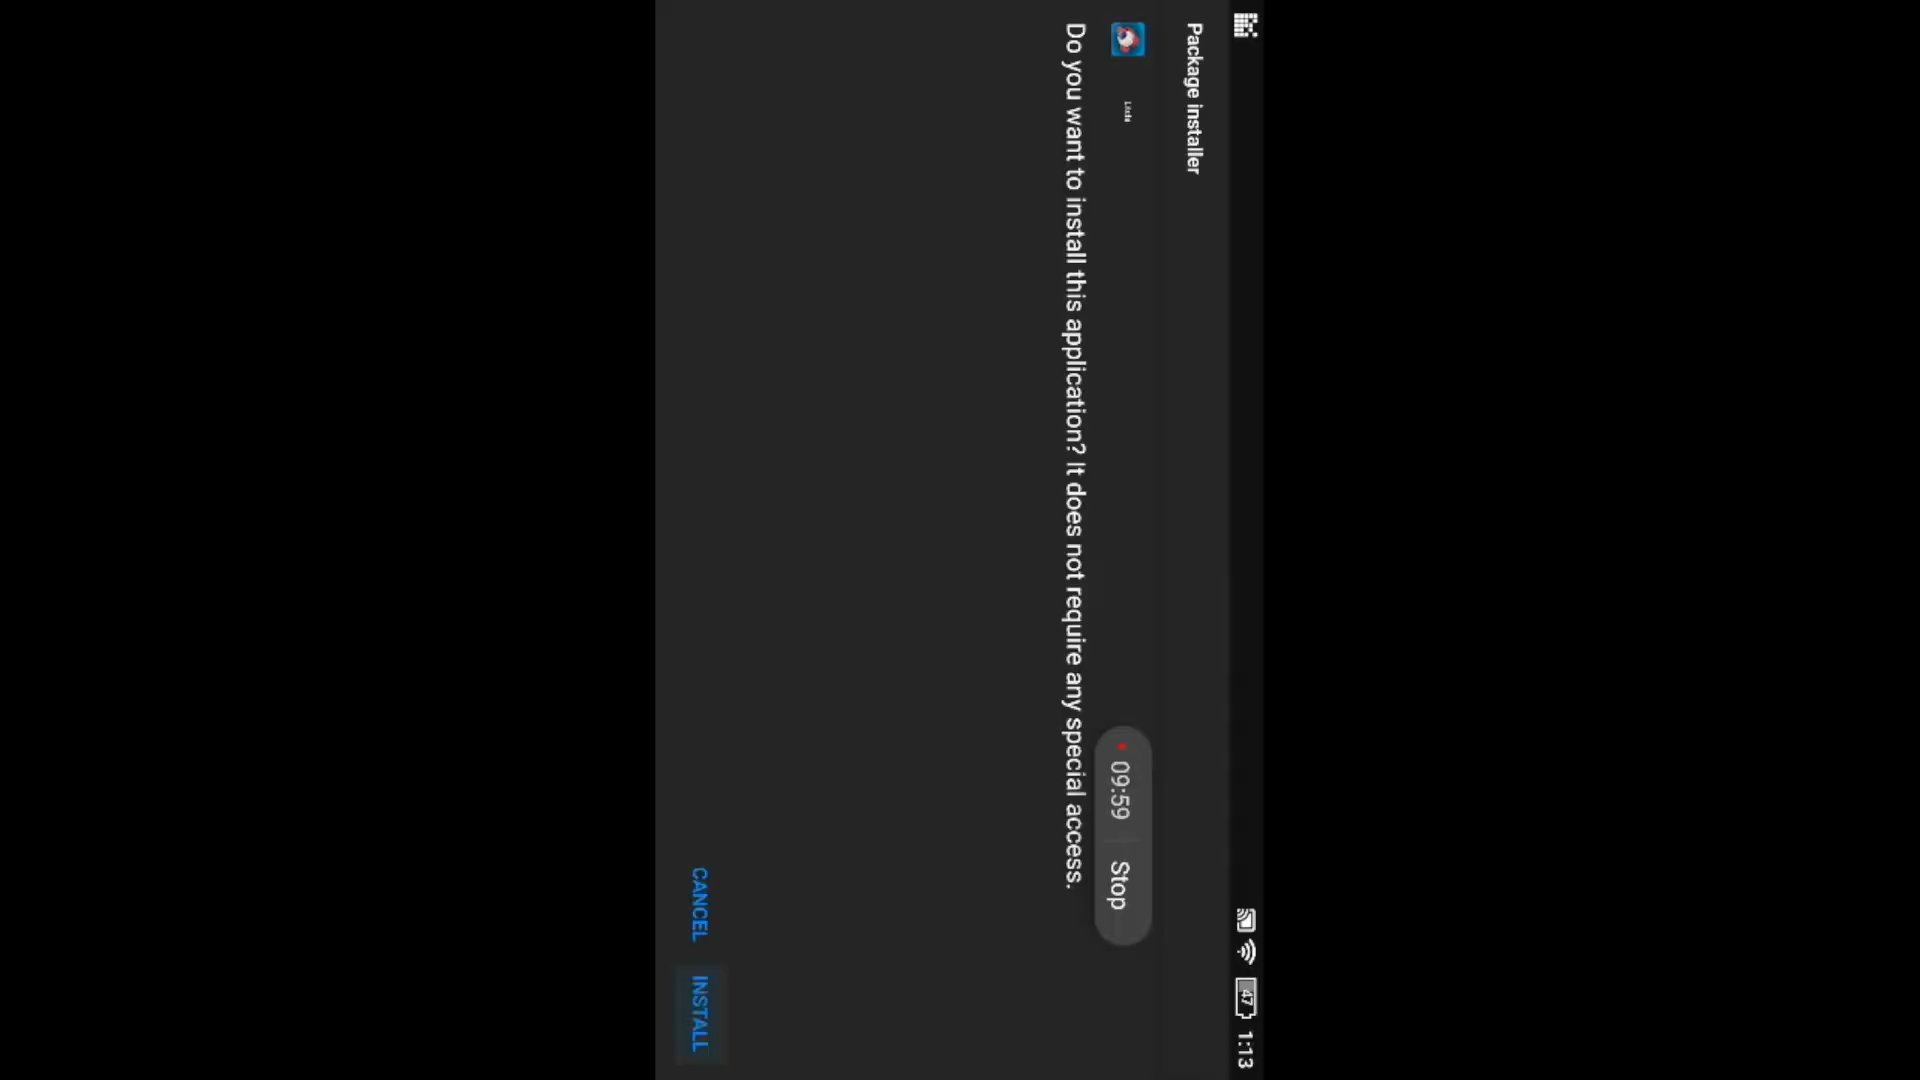 47 1:13
Package installer
Do you want to install this application? It does not require any special access.
09:59 Stop
CANCEL INSTALL